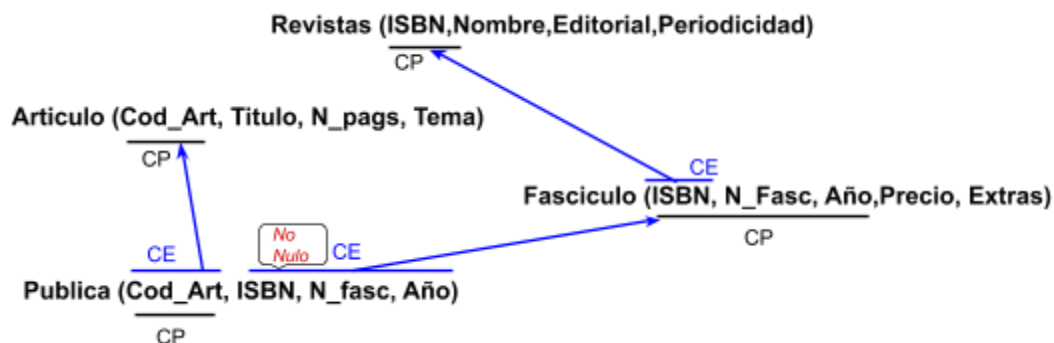 Revistas (ISBN,Nombre,Editorial,Periodicidad)
CP
Articulo (Cod_Art, Titulo, N_pags, Tema)
CP
CE
Fasciculo (ISBN, N_Fasc, Año,Precio, Extras)
CP
CE
No
Nulo
CE
Publica (Cod_Art, ISBN, N_fasc, Año)
CP